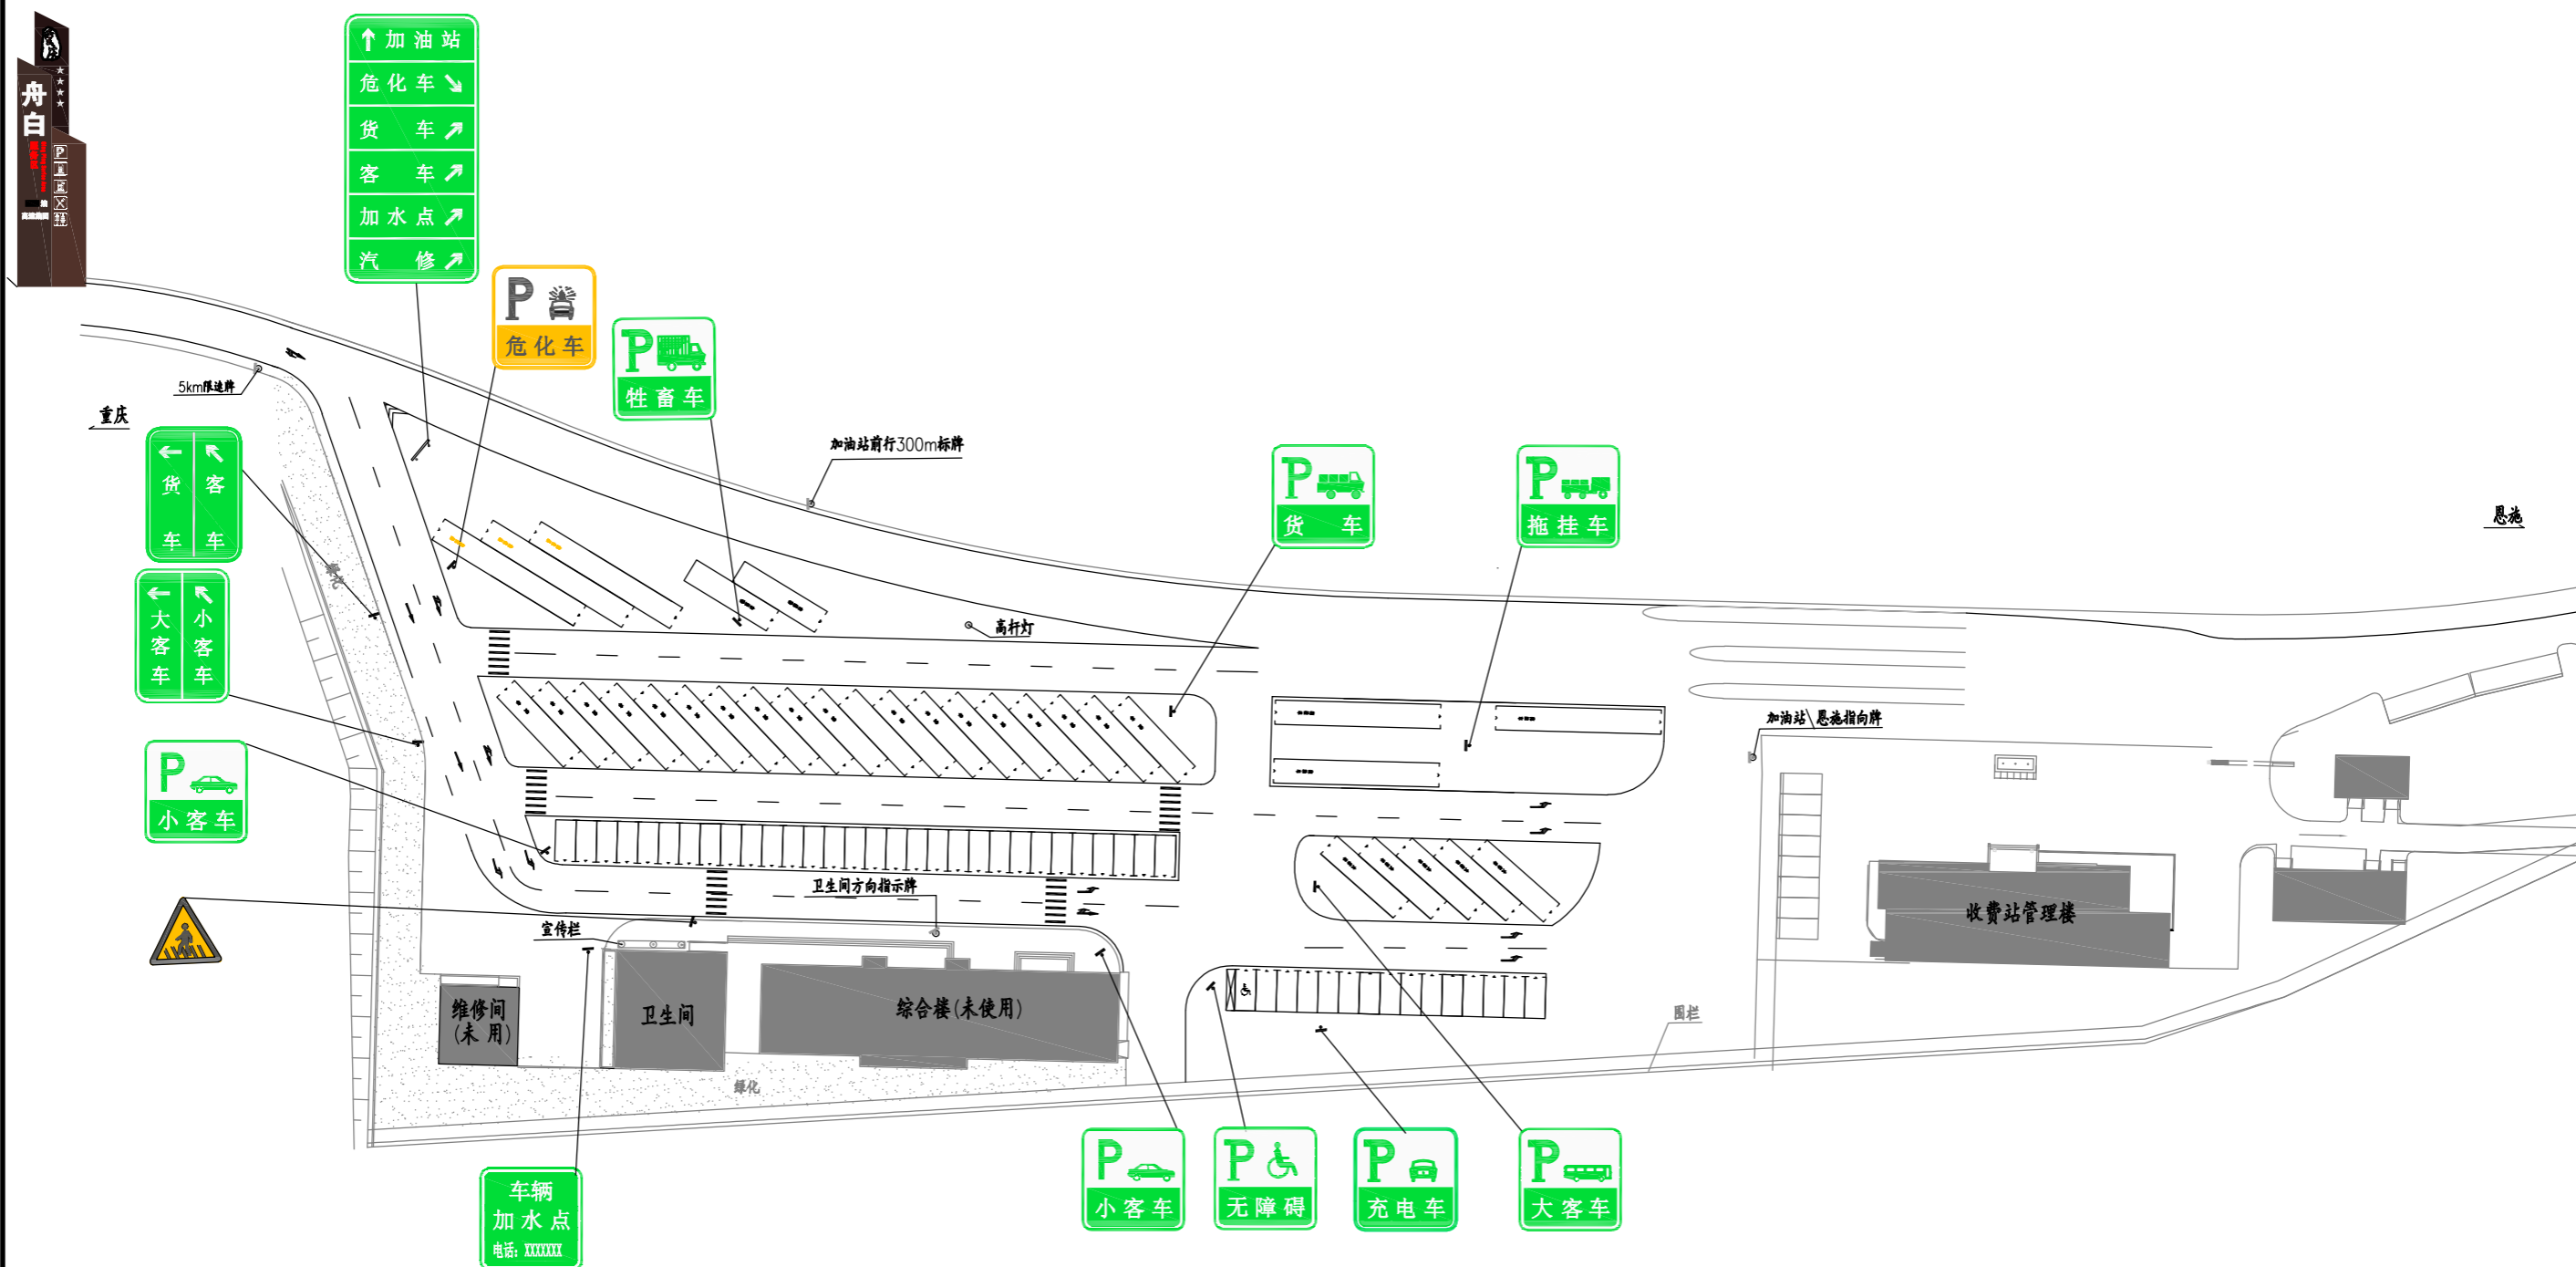 舟白
P
↑ 加油站
危化车 ↘
货 车 ↗
客 车 ↗
加水点 ↗
汽 修 ↗
P
危化车
P
牲畜车
5km限速牌
重庆
加油站前行300m标牌
← 货车
↖ 客车
← 大客车
↖ 小客车
P
货 车
P
拖挂车
恩施
绿化
高杆灯
加油站\恩施指向牌
P
小客车
卫生间方向指示牌
宣传栏
收费站管理楼
维修间
(未 用)
卫生间
综合楼(未使用)
围栏
绿化
车辆
加水点
电话: XXXXXXX
P
小客车
P
无障碍
P
充电车
P
大客车